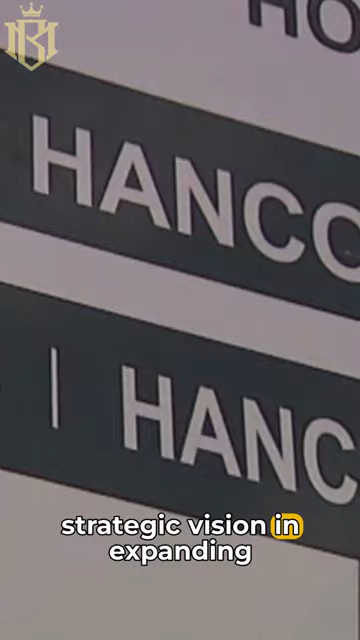 HO
HANCO
| HANC
strategic vision in
expanding